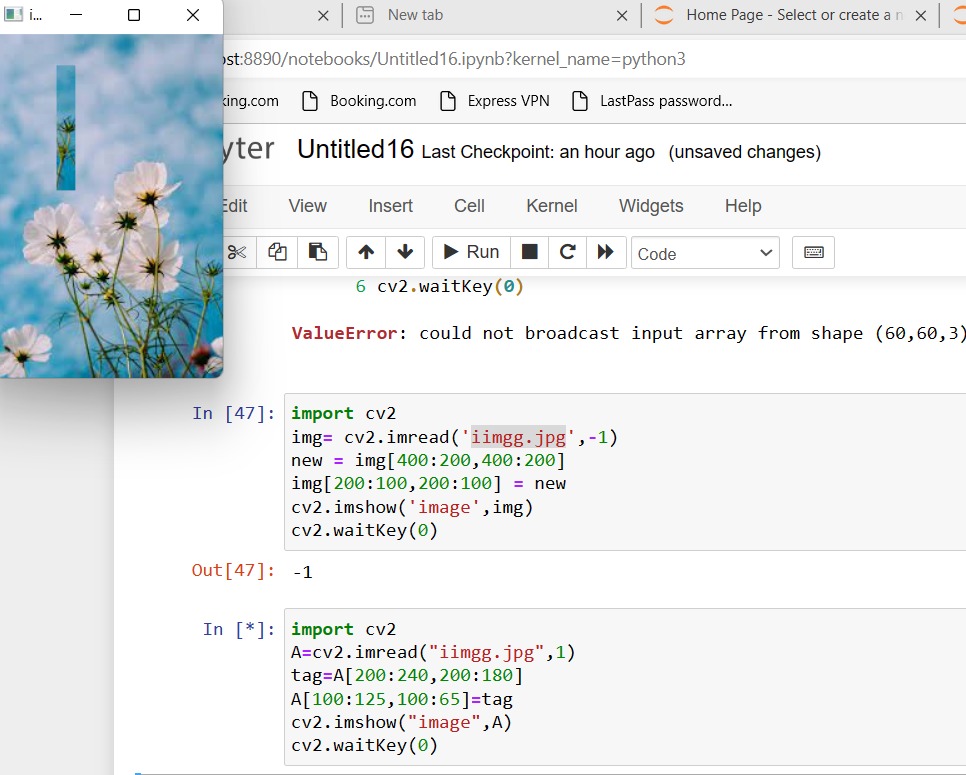 i...
New tab
Home Page - Select or create a n
ost:8890/notebooks/Untitled16.ipynb?kernel_name=python3
king.com Booking.com Express VPN LastPass password...
yter Untitled16 Last Checkpoint: an hour ago (unsaved changes)
Edit View Insert Cell Kernel Widgets Help
Run Code
6 cv2.waitKey(0)
ValueError: could not broadcast input array from shape (60,60,3)
In [47]: import cv2
img= cv2.imread('iimgg.jpg',-1)
new = img[400:200,400:200]
img[200:100,200:100] = new
cv2.imshow('image',img)
cv2.waitKey(0)
Out[47]: -1
In [*]: import cv2
A=cv2.imread("iimgg.jpg",1)
tag=A[200:240,200:180]
A[100:125,100:65]=tag
cv2.imshow("image",A)
cv2.waitKey(0)